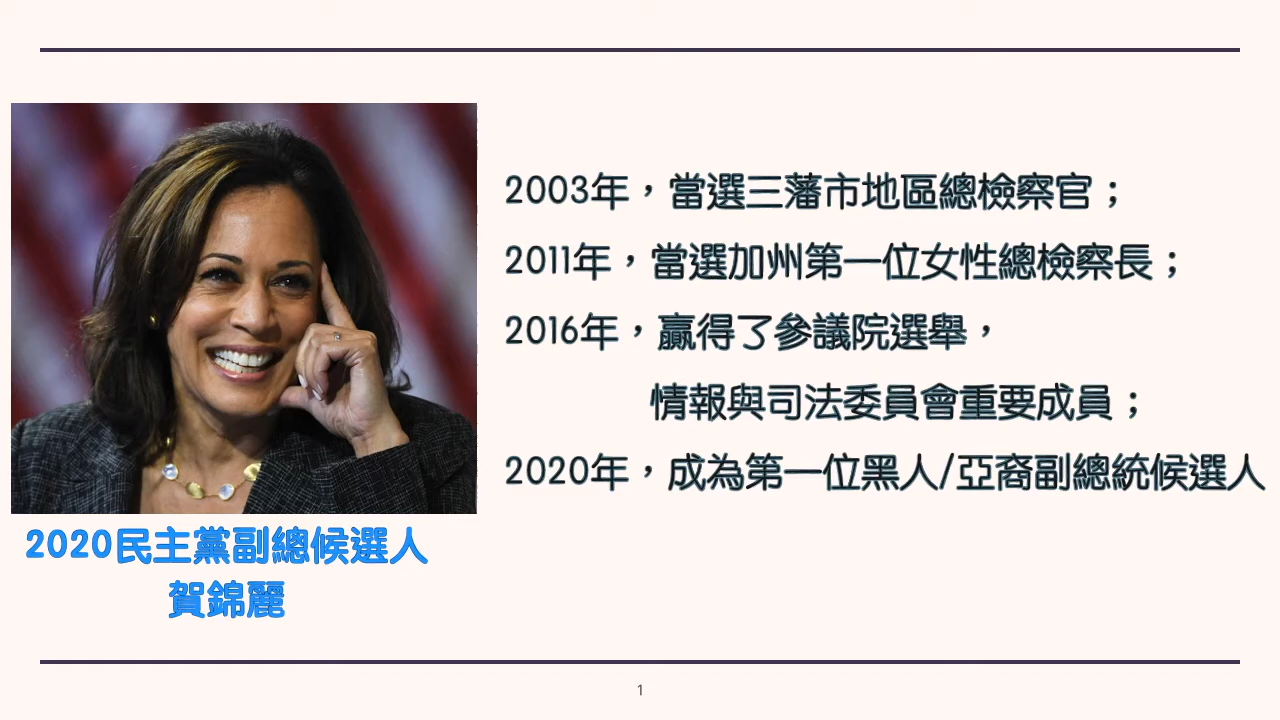 2003年，當選三藩市地區總檢察官；
2011年，當選加州第一位女性總檢察長；
2016年，贏得了參議院選舉，
情報與司法委員會重要成員；
2020年，成為第一位黑人/亞裔副總統候選人
2020民主黨副總候選人
賀錦麗
1